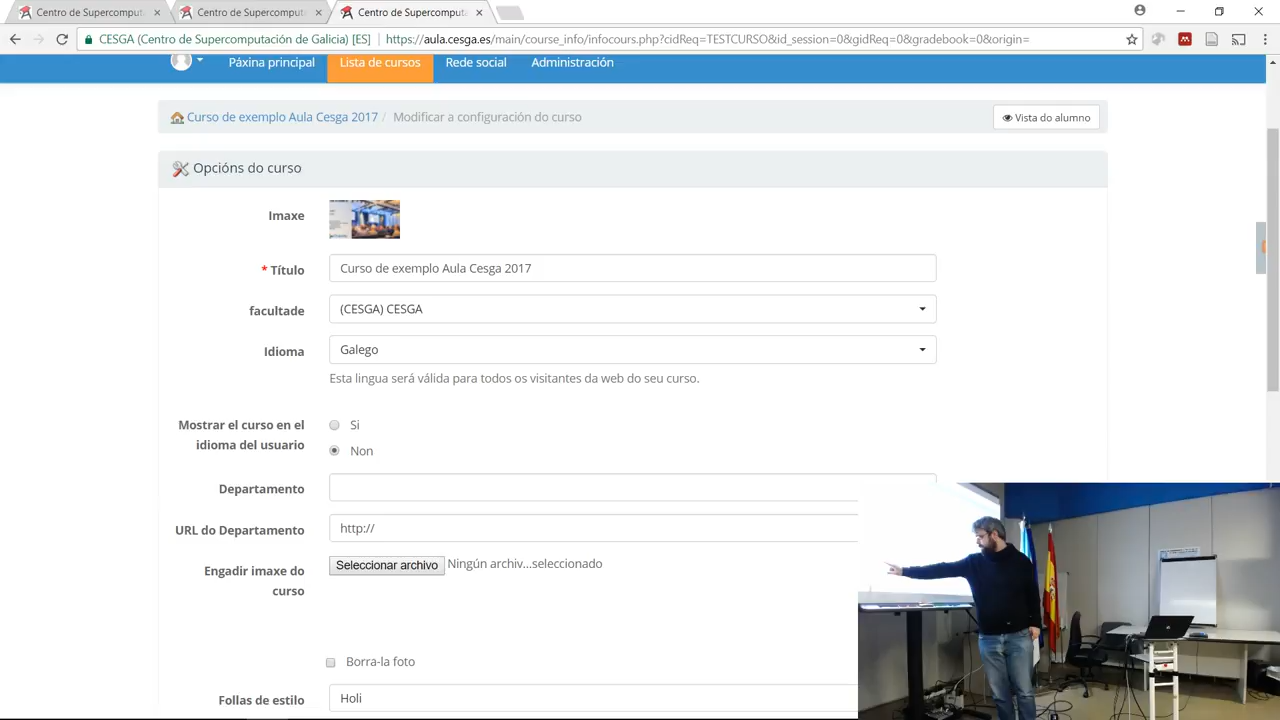 Centro de Supercomputa
Centro de Supercomputa
Centro de Supercomputa
CESGA (Centro de Supercomputación de Galicia) [ES]
https://aula.cesga.es/main/course_info/infocours.php?cidReq=TESTCURSO&id_session=0&gidReq=0&gradebook=0&origin=
Páxina principal
Lista de cursos
Rede social
Administración
Curso de exemplo Aula Cesga 2017 / Modificar a configuración do curso
Vista do alumno
Opcións do curso
Imaxe
* Título
Curso de exemplo Aula Cesga 2017
facultade
(CESGA) CESGA
Idioma
Galego
Esta lingua será válida para todos os visitantes da web do seu curso.
Mostrar el curso en el
idioma del usuario
Si
Non
Departamento
URL do Departamento
http://
Engadir imaxe do
curso
Seleccionar archivo
Ningún archiv...seleccionado
Borra-la foto
Follas de estilo
Holi